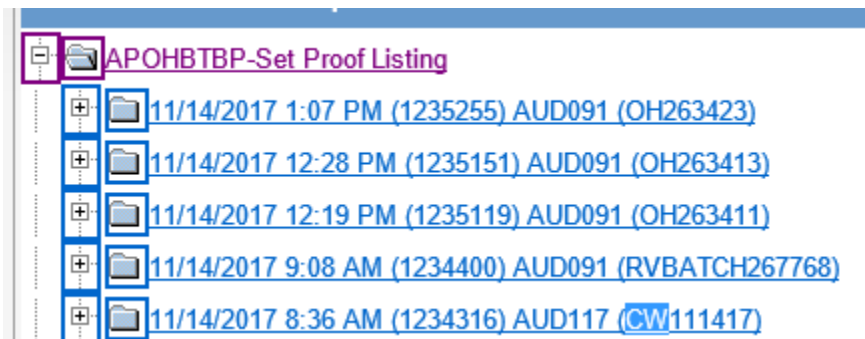 APOHBTBP-Set Proof Listing
11/14/2017 1:07 PM (1235255) AUD091 (OH263423)
11/14/2017 12:28 PM (1235151) AUD091 (OH263413)
11/14/2017 12:19 PM (1235119) AUD091 (OH263411)
11/14/2017 9:08 AM (1234400) AUD091 (RVBATCH267768)
11/14/2017 8:36 AM (1234316) AUD117 (CW111417)